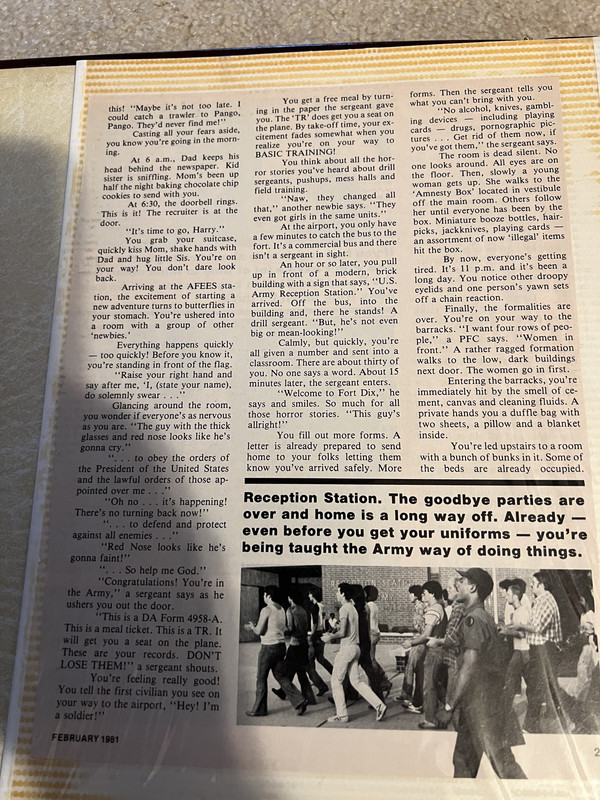 this! "Maybe it's not too late. I
could catch a trawler to Pango,
Pango. They'd never find me!"
Casting all your fears aside,
you know you're going in the morn-
ing.
At 6 a.m., Dad keeps his
head behind the newspaper. Kid
sister is sniffling. Mom's been up
half the night baking chocolate chip
cookies to send with you.
At 6:30, the doorbell rings.
This is it! The recruiter is at the
door.
"It's time to go, Harry."
You grab your suitcase,
quickly kiss Mom, shake hands with
Dad and hug little Sis. You're on
your way! You don't dare look
back.
Arriving at the AFEES sta-
tion, the excitement of starting a
new adventure turns to butterflies in
your stomach. You're ushered into
a room with a group of other
'newbies.'
Everything happens quickly
— too quickly! Before you know it,
you're standing in front of the flag.
"Raise your right hand and
say after me, 'I, (state your name),
do solemnly swear . . ."
Glancing around the room,
you wonder if everyone's as nervous
as you are. "The guy with the thick
glasses and red nose looks like he's
gonna cry."
". . . to obey the orders of
the President of the United States
and the lawful orders of those ap-
pointed over me . . ."
"Oh no . . . it's happening!
There's no turning back now!"
". . . to defend and protect
against all enemies . . ."
"Red Nose looks like he's
gonna faint!"
". . . So help me God."
"Congratulations! You're in
the Army," a sergeant says as he
ushers you out the door.
"This is a DA Form 4958-A.
This is a meal ticket. This is a TR. It
will get you a seat on the plane.
These are your records. DON'T
LOSE THEM!" a sergeant shouts.
You're feeling really good!
You tell the first civilian you see on
your way to the airport, "Hey! I'm
a soldier!"
You get a free meal by turn-
ing in the paper the sergeant gave
you. The 'TR' does get you a seat on
the plane. By take-off time, your ex-
citement fades somewhat when you
realize you're on your way to
BASIC TRAINING!
You think about all the hor-
ror stories you've heard about drill
sergeants, pushups, mess halls and
field training.
"Naw, they changed all
that," another newbie says. "They
even got girls in the same units."
At the airport, you only have
a few minutes to catch the bus to the
fort. It's a commercial bus and there
isn't a sergeant in sight.
An hour or so later, you pull
up in front of a modern, brick
building with a sign that says, "U.S.
Army Reception Station." You've
arrived. Off the bus, into the
building and, there he stands! A
drill sergeant. "But, he's not even
big or mean-looking!"
Calmly, but quickly, you're
all given a number and sent into a
classroom. There are about thirty of
you. No one says a word. About 15
minutes later, the sergeant enters.
"Welcome to Fort Dix," he
says and smiles. So much for all
those horror stories. "This guy's
allright!"
You fill out more forms. A
letter is already prepared to send
home to your folks letting them
know you've arrived safely. More
forms. Then the sergeant tells you
what you can't bring with you.
"No alcohol, knives, gambl-
ing devices — including playing
cards — drugs, pornographic pic-
tures . . . Get rid of them now, if
you've got them," the sergeant says.
The room is dead silent. No
one looks around. All eyes are on
the floor. Then, slowly a young
woman gets up. She walks to the
'Amnesty Box' located in vestibule
off the main room. Others follow
her until everyone has been by the
box. Miniature booze bottles, hair-
picks, jackknives, playing cards —
an assortment of now 'illegal' items
hit the box.
By now, everyone's getting
tired. It's 11 p.m. and it's been a
long day. You notice other droopy
eyelids and one person's yawn sets
off a chain reaction.
Finally, the formalities are
over. You're on your way to the
barracks. "I want four rows of peo-
ple," a PFC says. "Women in
front." A rather ragged formation
walks to the low, dark buildings
next door. The women go in first.
Entering the barracks, you're
immediately hit by the smell of ce-
ment, canvas and cleaning fluids. A
private hands you a duffle bag with
two sheets, a pillow and a blanket
inside.
You're led upstairs to a room
with a bunch of bunks in it. Some of
the beds are already occupied.
Reception Station. The goodbye parties are
over and home is a long way off. Already —
even before you get your uniforms — you're
being taught the Army way of doing things.
RECEPTION STATION
FEBRUARY 1981
2